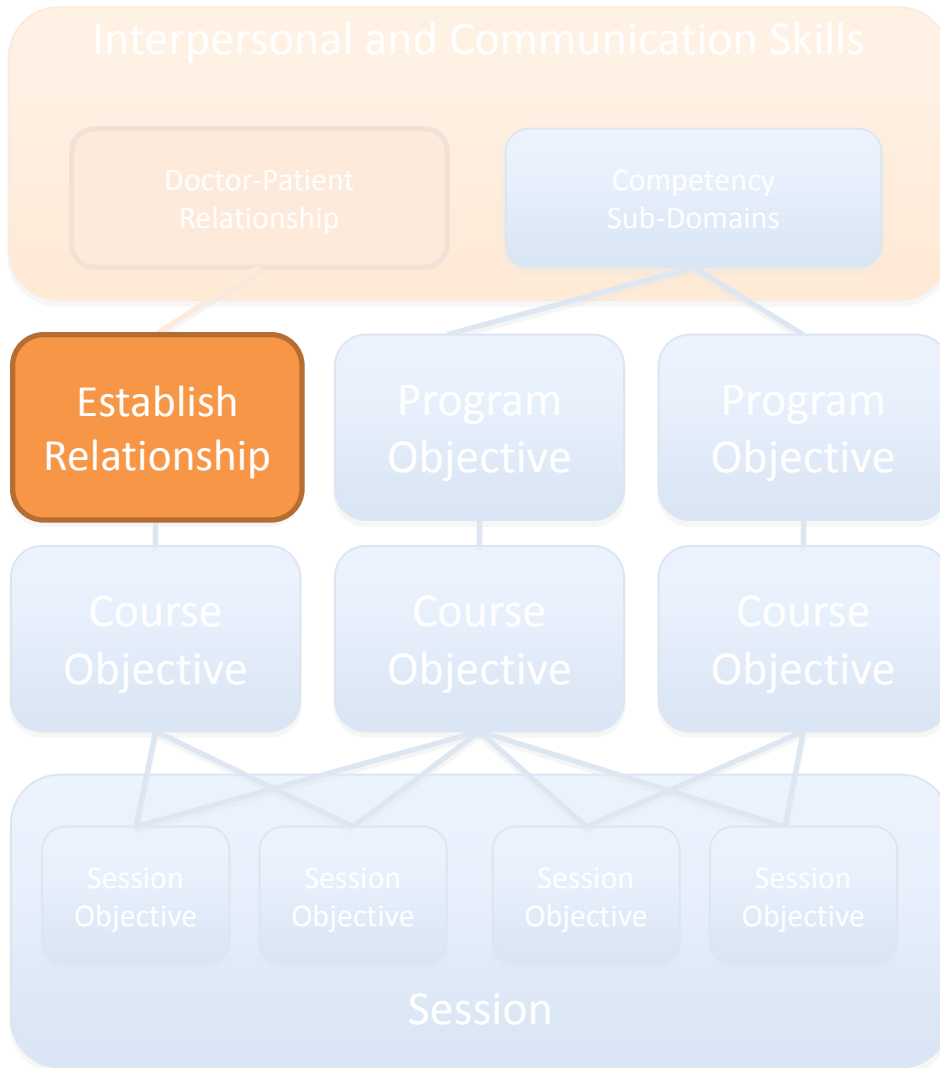 Interpersonal and Communication Skills
Doctor-Patient
Relationship
Competency
Sub-Domains
Establish
Relationship
Program
Objective
Program
Objective
Course
Objective
Course
Objective
Course
Objective
Session
Objective
Session
Objective
Session
Objective
Session
Objective
Session